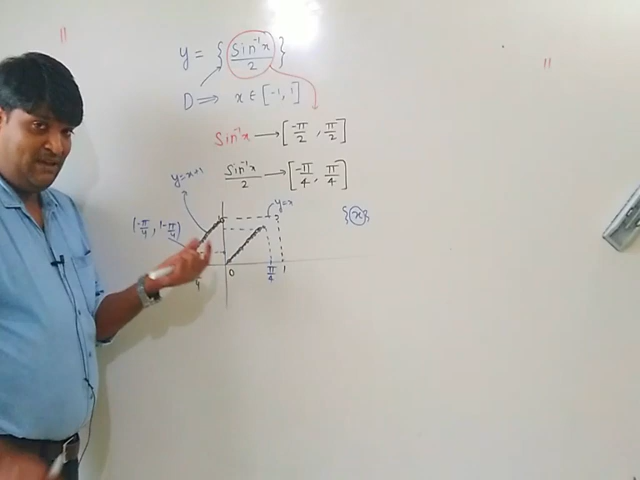 y = { sin⁻¹x / 2 }
D ⟹ x ∈ [-1, 1]
sin⁻¹x ⟶ [-π/2, π/2]
sin⁻¹x / 2 ⟶ [-π/4, π/4]
y=x+1
y=x
{x}
(-π/4, 1-π/4)
0
π/4
1
4